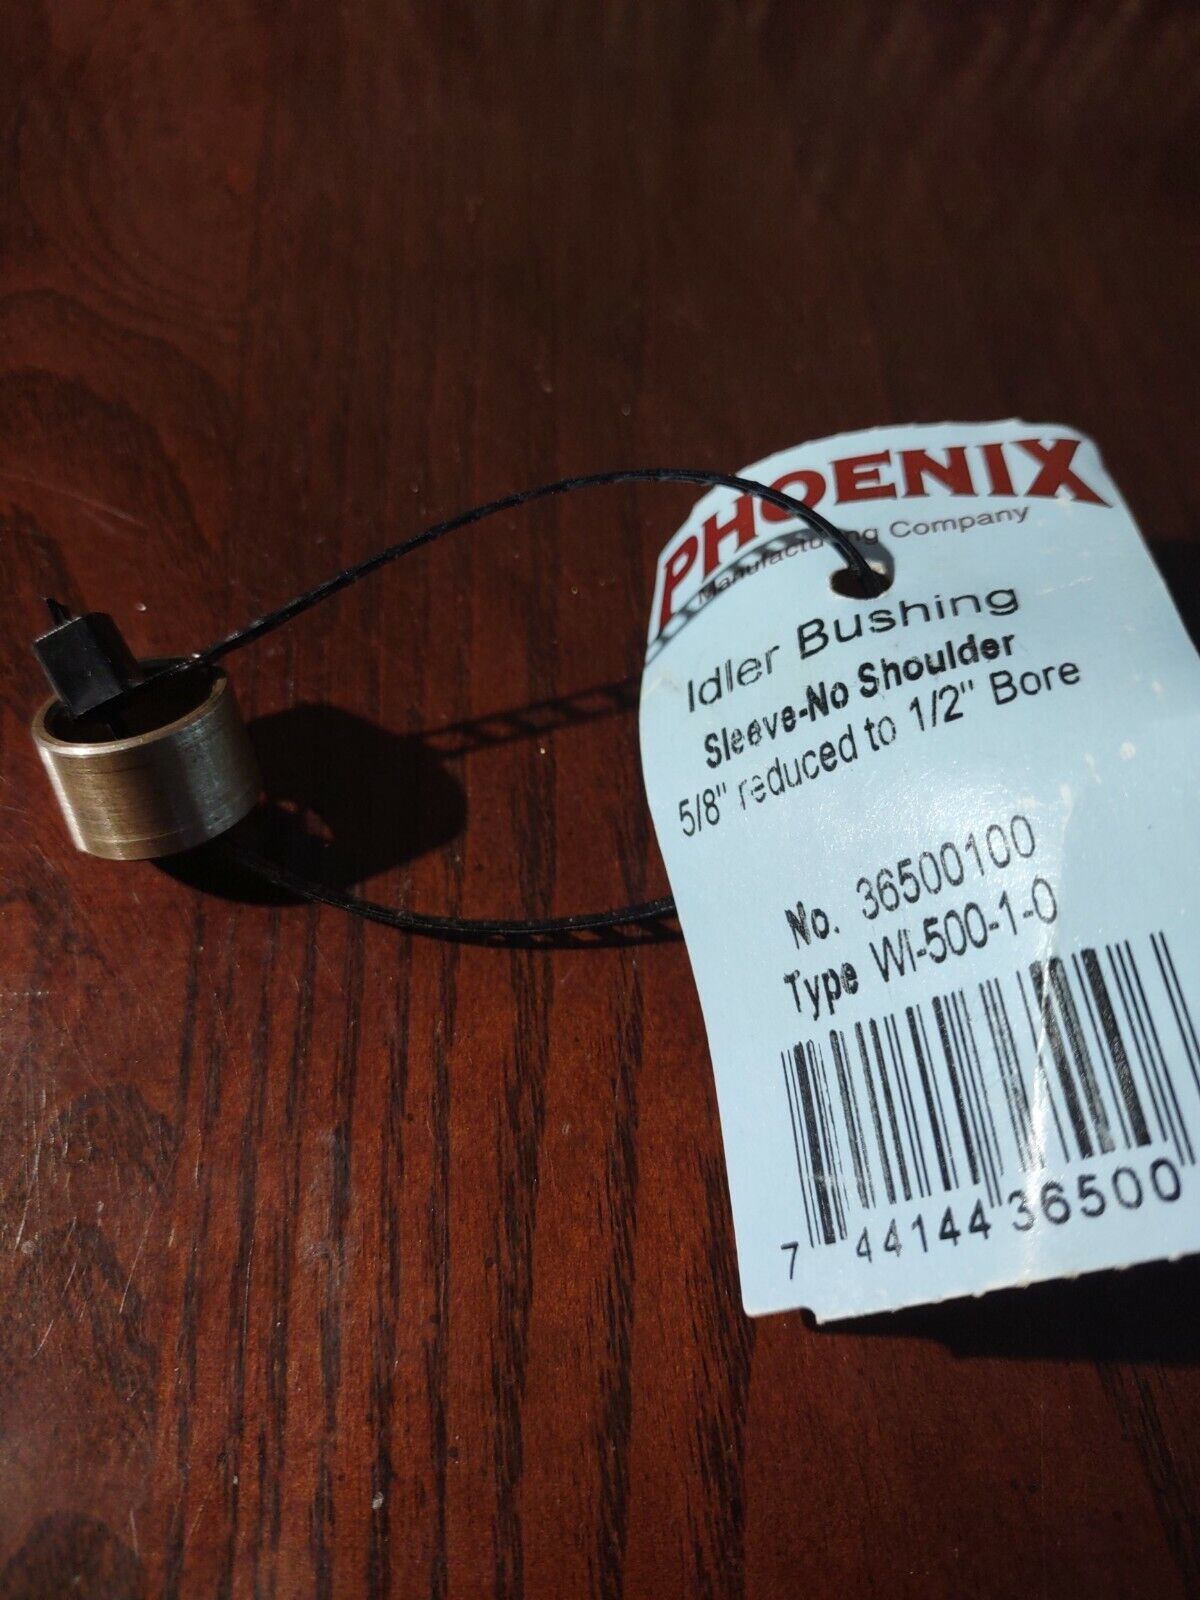 PHOENIX
Manufacturing Company
Idler Bushing
Sleeve-No Shoulder
5/8" reduced to 1/2" Bore
No. 36500100
Type WI-500-1-0
7 44144 36500